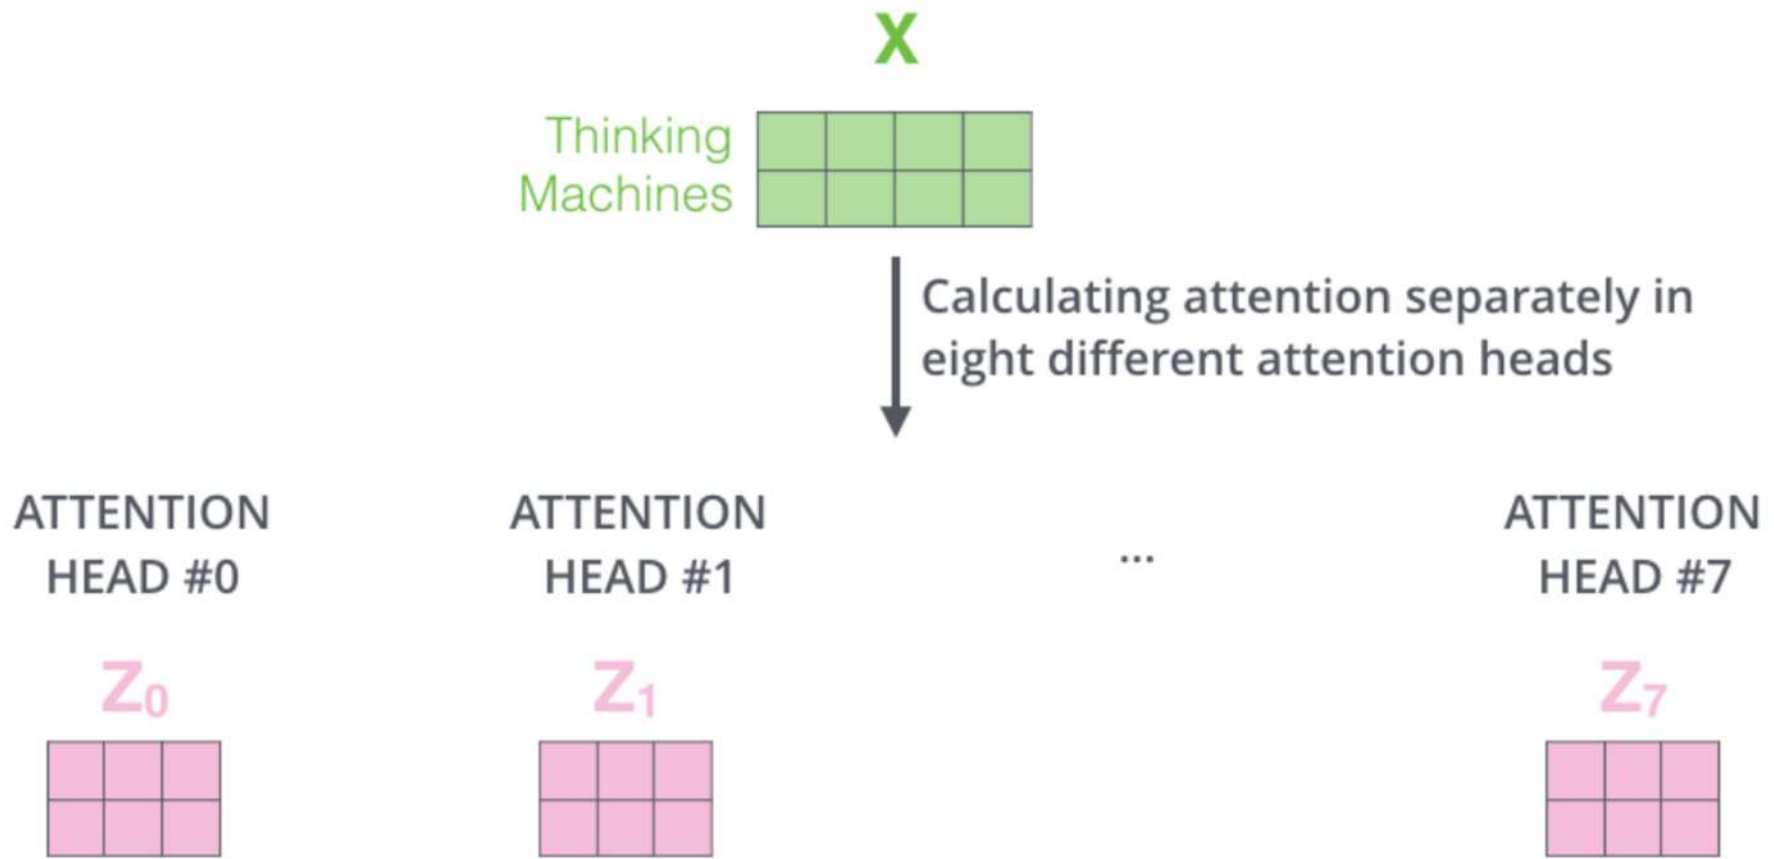 X
Thinking
Machines
Calculating attention separately in
eight different attention heads
ATTENTION
HEAD #0
ATTENTION
HEAD #1
...
ATTENTION
HEAD #7
Z0
Z1
Z7